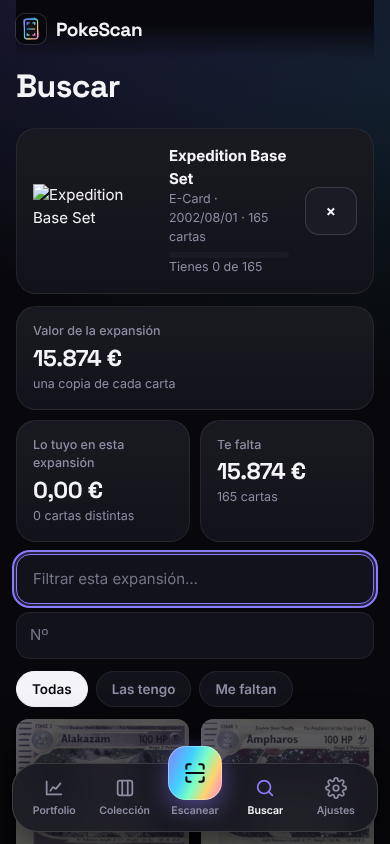 PokeScan
Buscar
Expedition Base Set
Expedition Base
Set
E-Card ·
2002/08/01 · 165
cartas
×
Tienes 0 de 165
Valor de la expansión
15.874 €
una copia de cada carta
Lo tuyo en esta
expansión
0,00 €
0 cartas distintas
Te falta
15.874 €
165 cartas
Filtrar esta expansión...
Nº
Todas
Las tengo
Me faltan
Alakazam
100 HP
Ampharos
100 HP
Portfolio
Colección
Escanear
Buscar
Ajustes